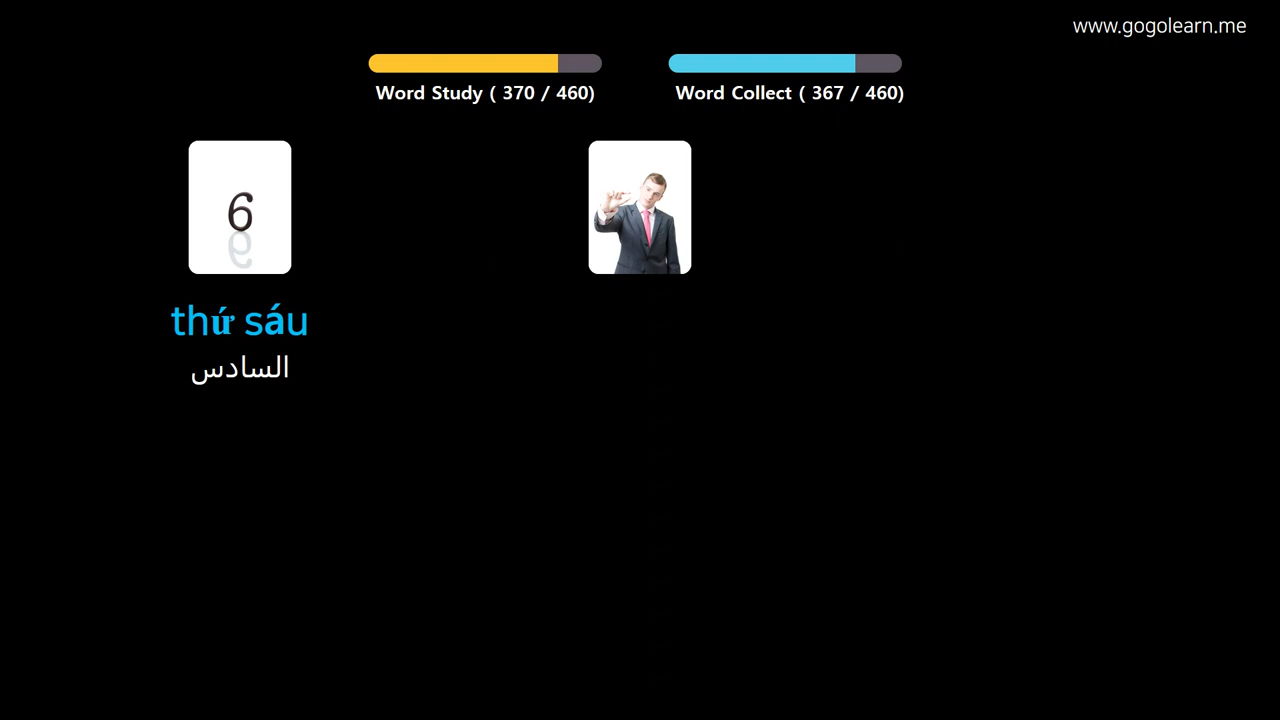 www.gogolearn.me
Word Study ( 370 / 460)
Word Collect ( 367 / 460)
6
thứ sáu
السادس